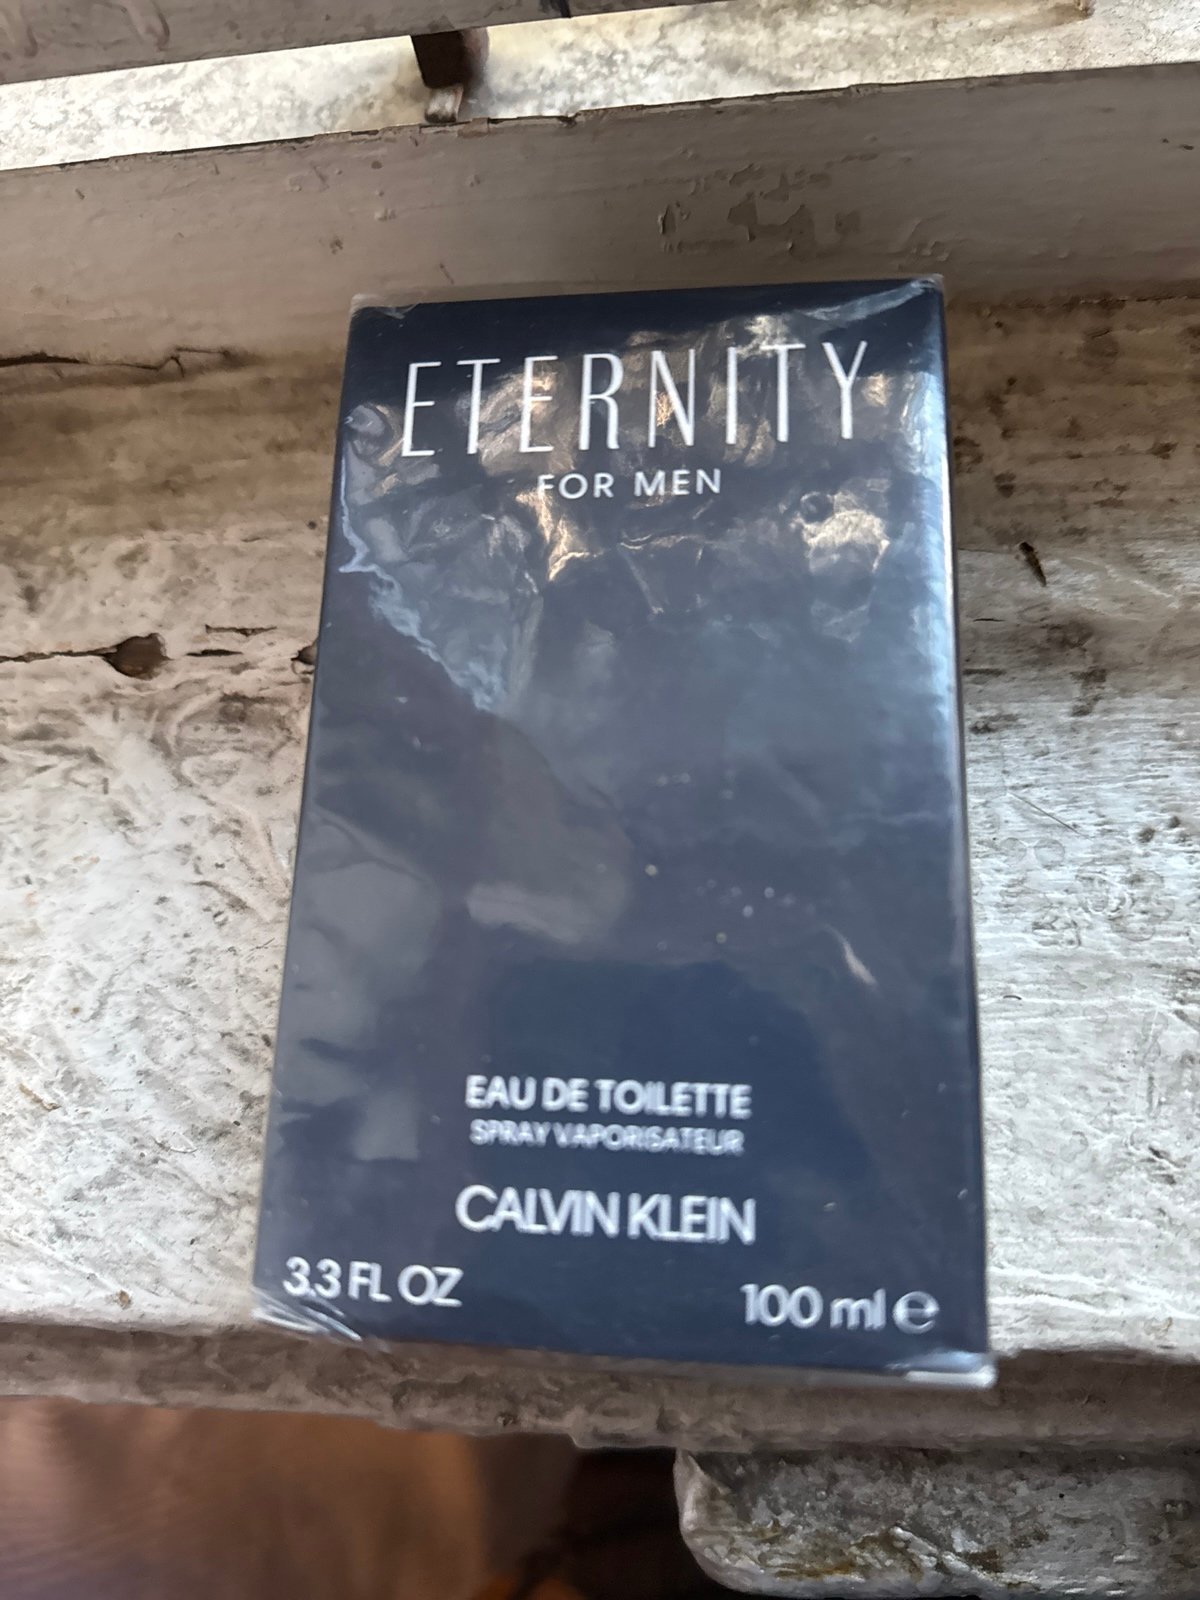 ETERNITY
FOR MEN
EAU DE TOILETTE
SPRAY VAPORISATEUR
CALVIN KLEIN
3.3 FL OZ 100 ml ℮